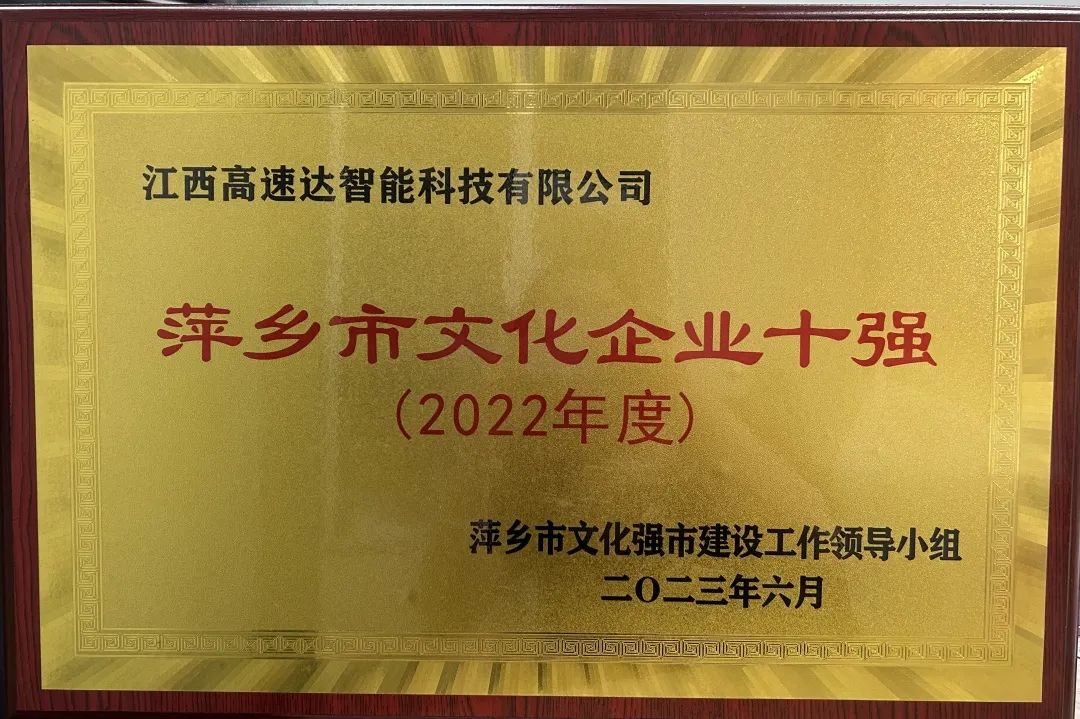 江西高速达智能科技有限公司
萍乡市文化企业十强
（2022年度）
萍乡市文化强市建设工作领导小组
二〇二三年六月